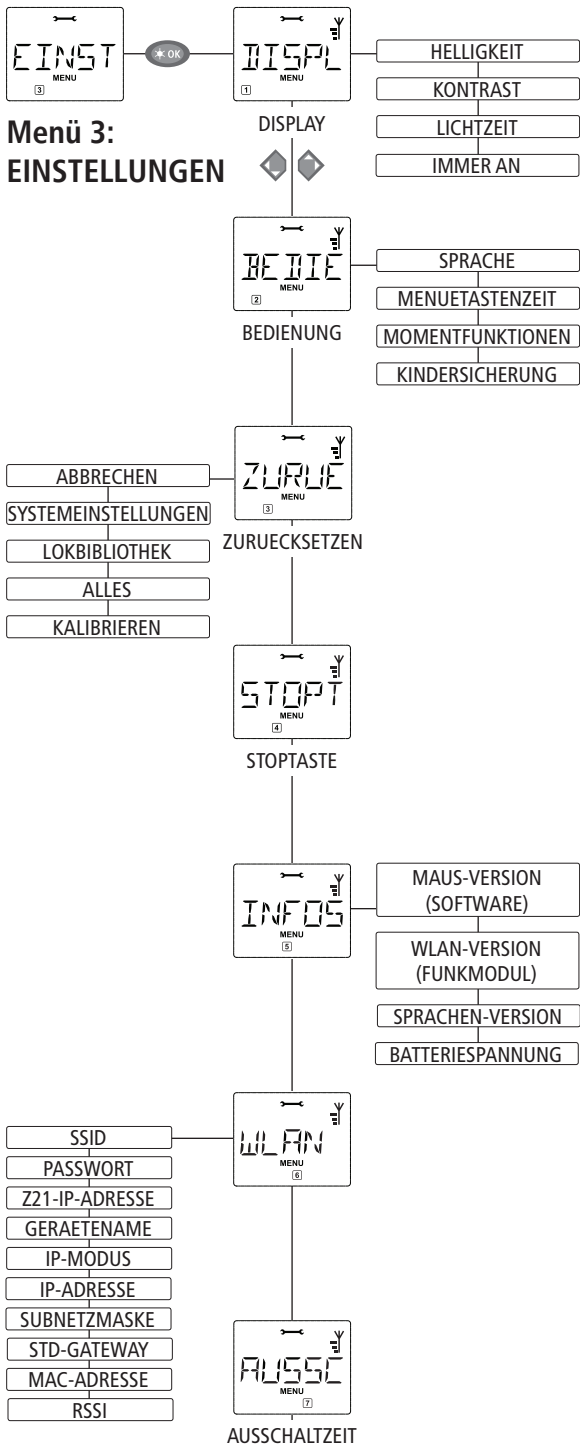 EINST
MENU
3
OK
DISPL
MENU
1
DISPLAY
HELLIGKEIT
KONTRAST
LICHTZEIT
IMMER AN
Menü 3:
EINSTELLUNGEN
BEDIE
MENU
2
BEDIENUNG
SPRACHE
MENUETASTENZEIT
MOMENTFUNKTIONEN
KINDERSICHERUNG
ZURUE
MENU
3
ZURUECKSETZEN
ABBRECHEN
SYSTEMEINSTELLUNGEN
LOKBIBLIOTHEK
ALLES
KALIBRIEREN
STOPT
MENU
4
STOPTASTE
INFOS
MENU
5
MAUS-VERSION
(SOFTWARE)
WLAN-VERSION
(FUNKMODUL)
SPRACHEN-VERSION
BATTERIESPANNUNG
WLAN
MENU
6
SSID
PASSWORT
Z21-IP-ADRESSE
GERAETENAME
IP-MODUS
IP-ADRESSE
SUBNETZMASKE
STD-GATEWAY
MAC-ADRESSE
RSSI
AUSSC
MENU
7
AUSSCHALTZEIT